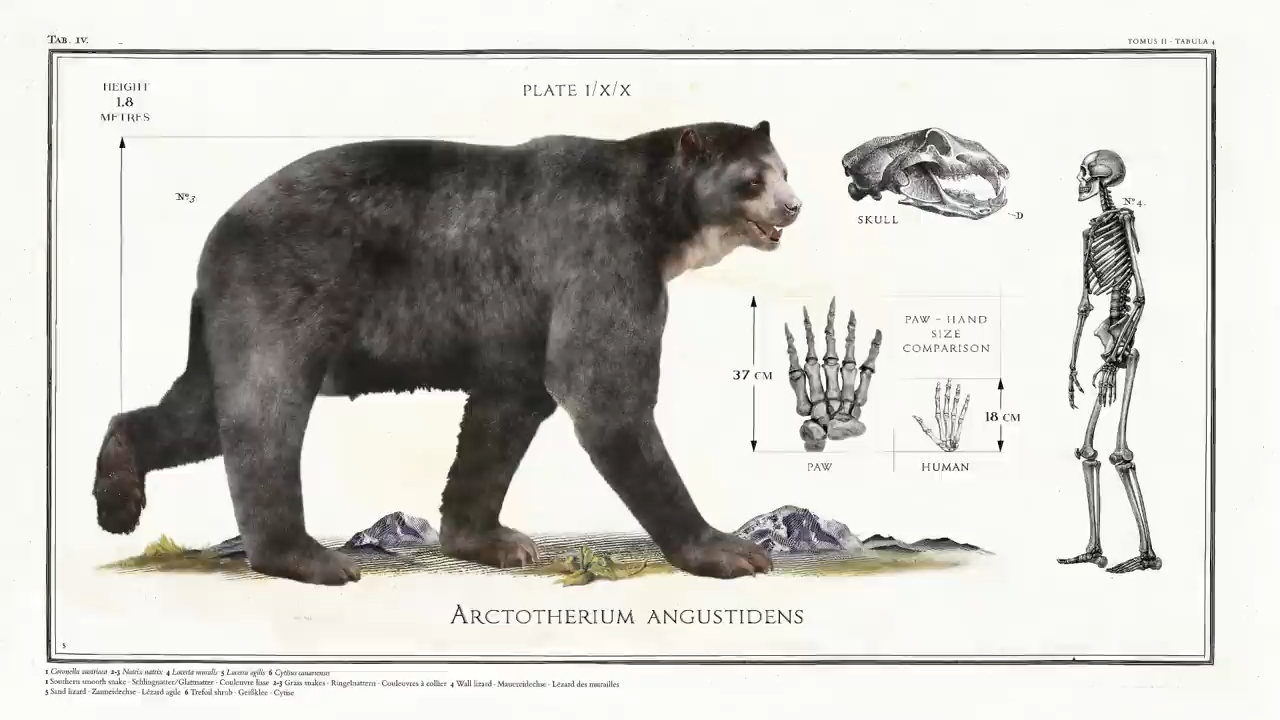 TAB. IV.
TOMUS II - TABULA 4
HEIGHT
1.8
METRES
PLATE I/X/X
Nº 3
SKULL
D
Nº 4.
PAW - HAND
SIZE
COMPARISON
37 CM
18 CM
PAW
HUMAN
ARCTOTHERIUM ANGUSTIDENS
5
1 Coronella austriaca 2-3 Natrix natrix 4 Lacerta muralis 5 Lacerta agilis 6 Cytisus canariensis
1 Southern smooth snake · Schlingnatter/Glattnatter · Couleuvre lisse 2-3 Grass snakes · Ringelnattern · Couleuvres à collier 4 Wall lizard · Mauereidechse · Lézard des murailles
5 Sand lizard · Zauneidechse · Lézard agile 6 Trefoil shrub · Geißklee · Cytise